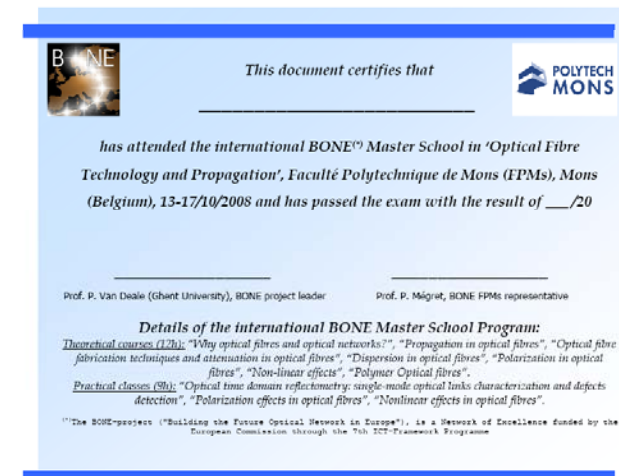 B NE
POLYTECH
MONS
This document certifies that
has attended the international BONE(*) Master School in ‘Optical Fibre
Technology and Propagation’, Faculté Polytechnique de Mons (FPMs), Mons
(Belgium), 13-17/10/2008 and has passed the exam with the result of ___/20
Prof. P. Van Deale (Ghent University), BONE project leader
Prof. P. Mégret, BONE FPMs representative
Details of the international BONE Master School Program:
Theoretical courses (12h): “Why optical fibres and optical networks?”, “Propagation in optical fibres”, “Optical fibre
fabrication techniques and attenuation in optical fibres”, “Dispersion in optical fibres”, “Polarization in optical
fibres”, “Non-linear effects”, “Polymer Optical fibres”.
Practical classes (9h): “Optical time domain reflectometry: single-mode optical links characterization and defects
detection”, “Polarization effects in optical fibres”, “Nonlinear effects in optical fibres”.
(*)The BONE-project ("Building the Future Optical Network in Europe"), is a Network of Excellence funded by the
European Commission through the 7th ICT-Framework Programme